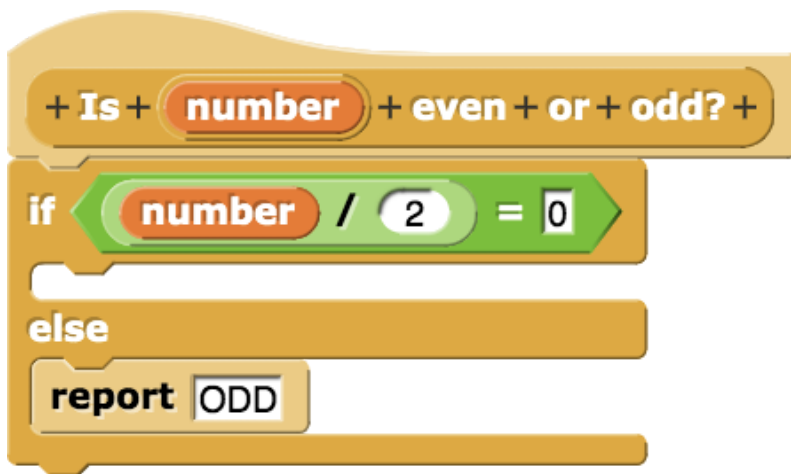 + Is + number + even + or + odd? +
if number / 2 = 0
else
report ODD